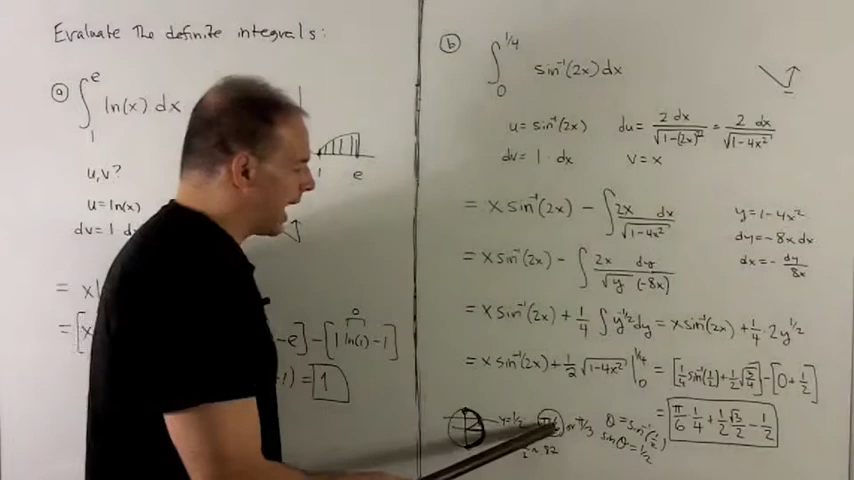 Evaluate The definite integrals:
ⓐ ∫₁ᵉ ln(x) dx
1 e
u,v?
u = ln(x)
dv = 1 · d
= x
= [x
-e] - [1 ln(1) - 1]
0
1) = 1
ⓑ ∫₀^{1/4} sin⁻¹(2x) dx
u = sin⁻¹(2x) du = 2 dx/√(1-(2x)²) = 2 dx/√(1-4x²)
dv = 1 · dx v = x
= x sin⁻¹(2x) - ∫ 2x dx/√(1-4x²)
y = 1-4x²
dy = -8x dx
dx = - dy/8x
= x sin⁻¹(2x) - ∫ 2x dy/(√y (-8x))
= x sin⁻¹(2x) + 1/4 ∫ y^{-1/2} dy = x sin⁻¹(2x) + 1/4 · 2y^{1/2}
= x sin⁻¹(2x) + 1/2 √(1-4x²) |₀^{1/4} = [1/4 sin⁻¹(1/2) + 1/2 √(3/4)] - [0 + 1/2]
= π/6 · 1/4 + 1/2 √3/2 - 1/2
y = 1/2 or π/3 θ = sin⁻¹(1/2)
sin θ = 1/2